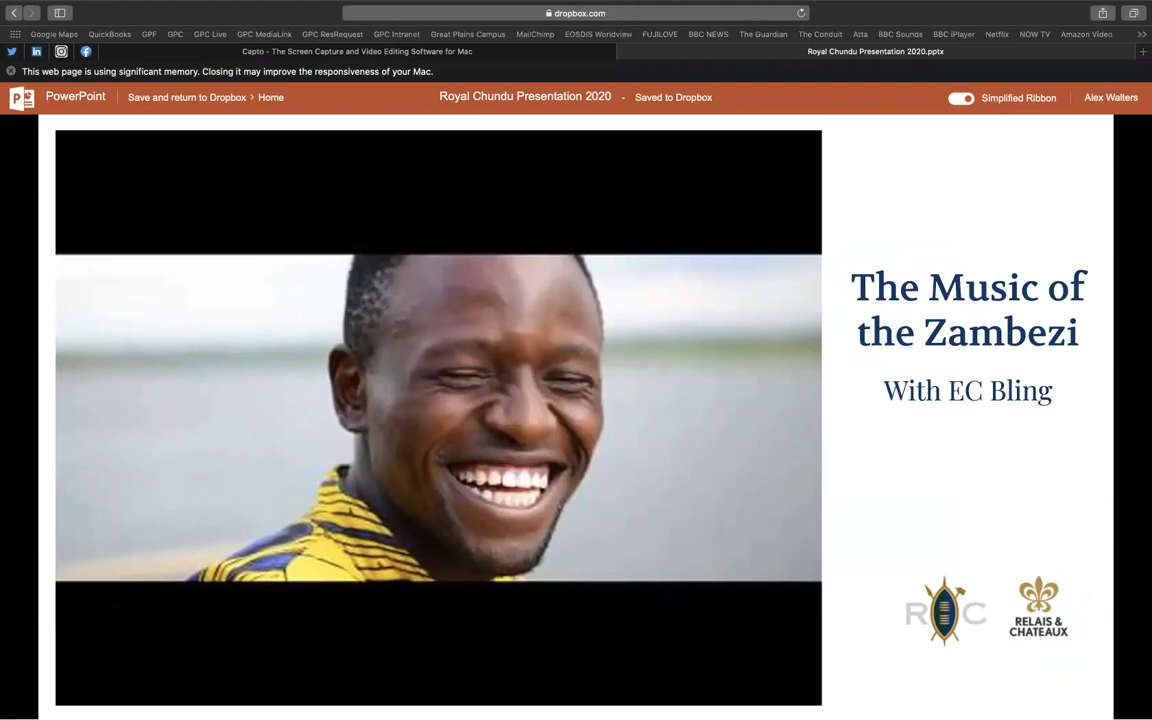 dropbox.com
Google Maps QuickBooks GPF GPC GPC Live GPC MediaLink GPC ResRequest GPC Intranet Great Plains Campus MailChimp EOSDIS Worldview FUJILOVE BBC NEWS The Guardian The Conduit Atta BBC Sounds BBC iPlayer Netflix NOW TV Amazon Video >>
Capto - The Screen Capture and Video Editing Software for Mac Royal Chundu Presentation 2020.pptx
This web page is using significant memory. Closing it may improve the responsiveness of your Mac.
PowerPoint Save and return to Dropbox > Home Royal Chundu Presentation 2020 - Saved to Dropbox Simplified Ribbon Alex Walters
The Music of
the Zambezi
With EC Bling
R C
RELAIS &
CHATEAUX